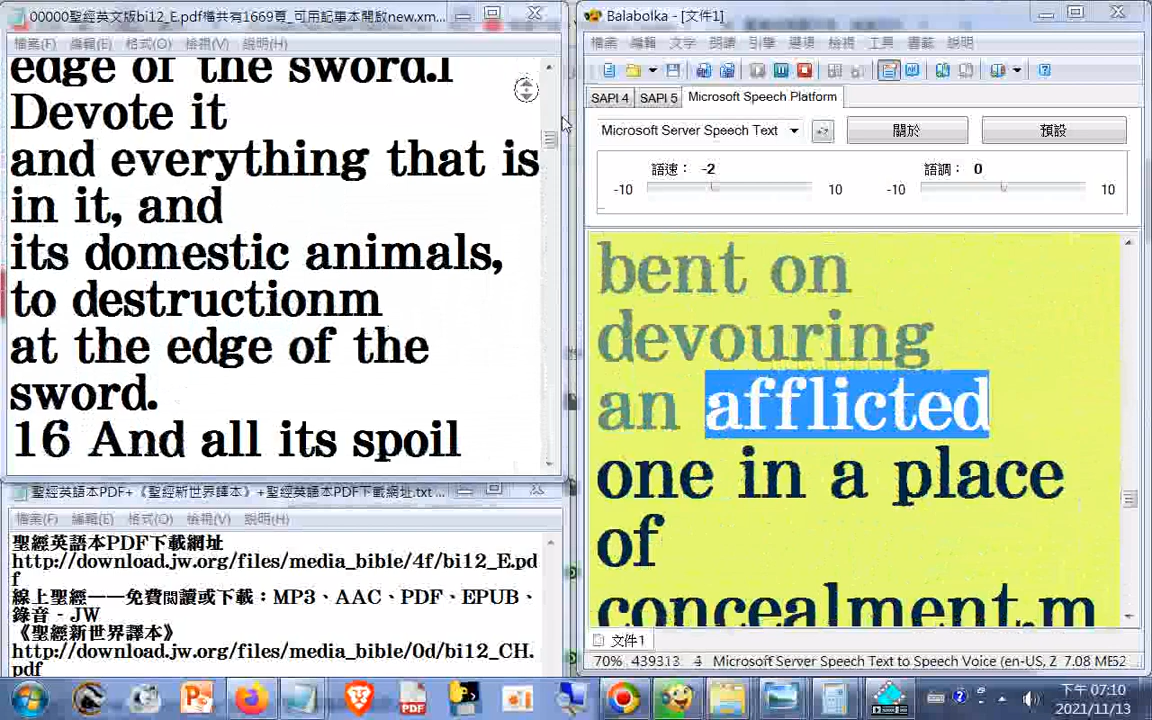 00000聖經英文版bi12_E.pdf檔共有1669頁_可用記事本開啟new.xm...
檔案(F) 編輯(E) 格式(O) 檢視(V) 說明(H)
edge of the sword.l
Devote it
and everything that is
in it, and
its domestic animals,
to destructionm
at the edge of the
sword.
16 And all its spoil
聖經英語本PDF+《聖經新世界譯本》+聖經英語本PDF下載網址.txt ...
檔案(F) 編輯(E) 格式(O) 檢視(V) 說明(H)
聖經英語本PDF下載網址
http://download.jw.org/files/media_bible/4f/bi12_E.pd
f
線上聖經——免費閱讀或下載：MP3、AAC、PDF、EPUB、
錄音 - JW
《聖經新世界譯本》
http://download.jw.org/files/media_bible/0d/bi12_CH.
pdf
Balabolka - [文件1]
檔案 編輯 文字 朗讀 引擎 選項 檢視 工具 書籤 說明
SAPI 4 SAPI 5 Microsoft Speech Platform
Microsoft Server Speech Text 關於 預設
語速： -2 語調： 0
-10 10 -10 10
bent on
devouring
an afflicted
one in a place
of
concealment.m
文件1
70% 439313 4 Microsoft Server Speech Text to Speech Voice (en-US, Z 7.08 ME52
PDF
下午 07:10
2021/11/13